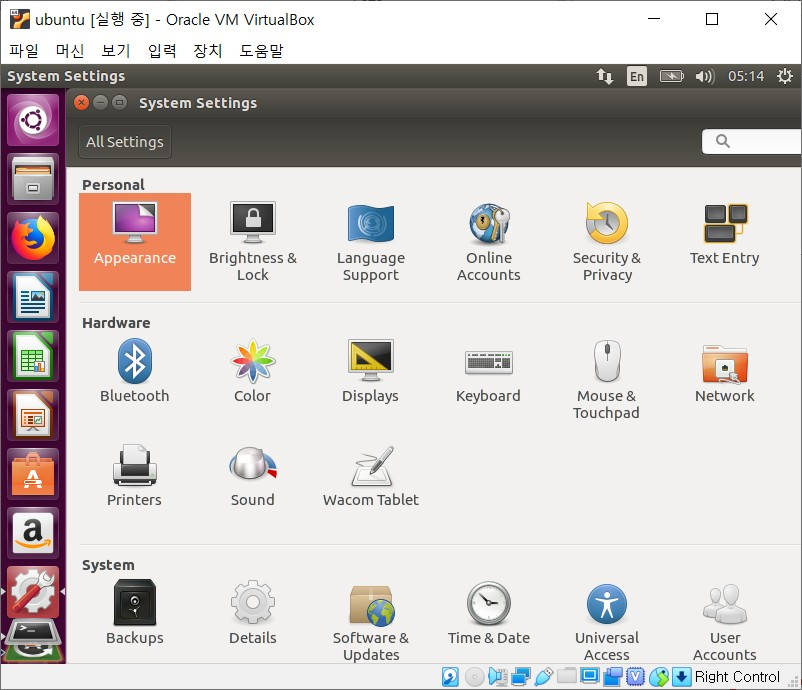 ubuntu [실행 중] - Oracle VM VirtualBox
파일 머신 보기 입력 장치 도움말
System Settings En 05:14
System Settings
All Settings
Personal
Appearance
Brightness &
Lock
Language
Support
Online
Accounts
Security &
Privacy
Text Entry
Hardware
Bluetooth
Color
Displays
Keyboard
Mouse &
Touchpad
Network
Printers
Sound
Wacom Tablet
System
Backups
Details
Software &
Updates
Time & Date
Universal
Access
User
Accounts
Right Control